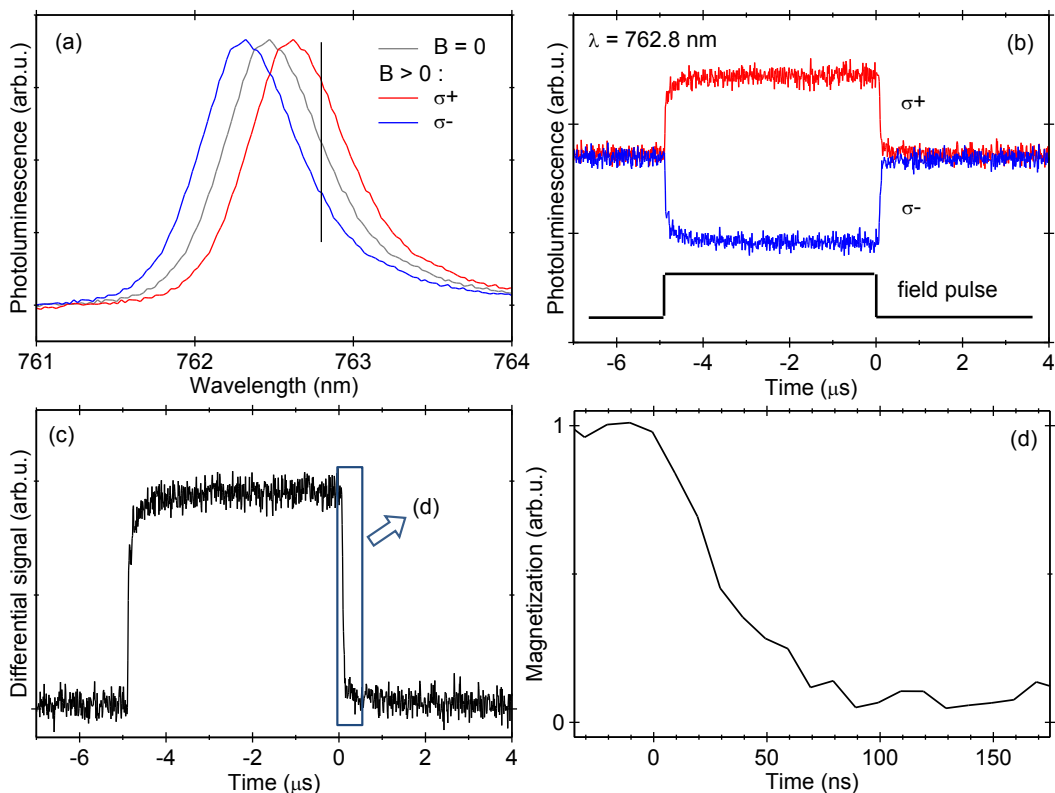 (a)
B = 0
B > 0 :
σ+
σ-
Photoluminescence (arb.u.)
761
762
763
764
Wavelength (nm)
λ = 762.8 nm
(b)
σ+
σ-
field pulse
Photoluminescence (arb.u.)
-6
-4
-2
0
2
4
Time (μs)
(c)
(d)
Differential signal (arb.u.)
-6
-4
-2
0
2
4
Time (μs)
(d)
1
0
Magnetization (arb.u.)
0
50
100
150
Time (ns)